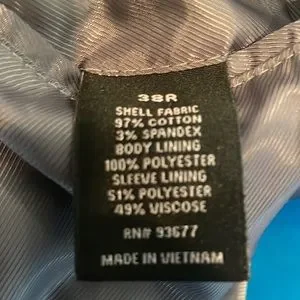 38R
SHELL FABRIC
97% COTTON
3% SPANDEX
BODY LINING
100% POLYESTER
SLEEVE LINING
51% POLYESTER
49% VISCOSE
RN# 93677
MADE IN VIETNAM